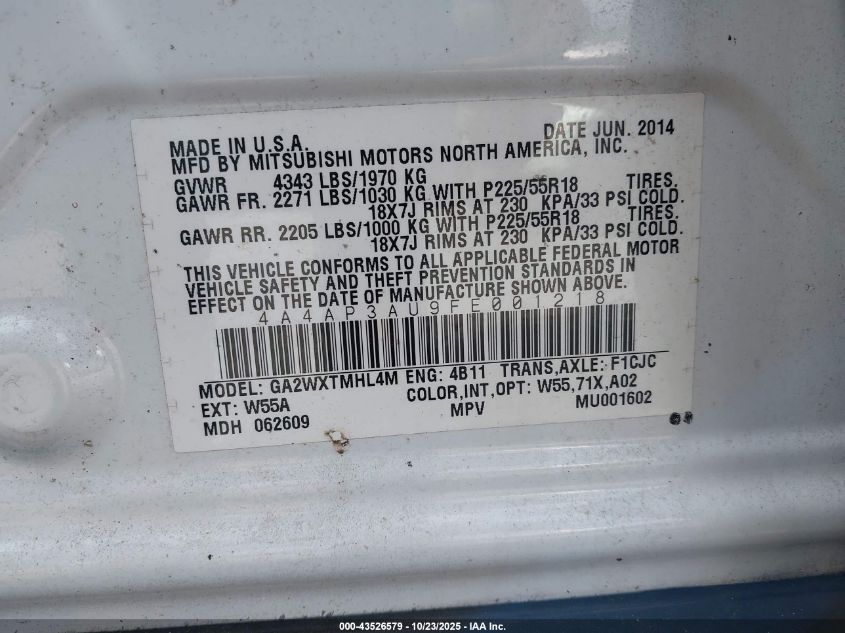 MADE IN U.S.A. DATE JUN. 2014
MFD BY MITSUBISHI MOTORS NORTH AMERICA, INC.
GVWR 4343 LBS/1970 KG
GAWR FR. 2271 LBS/1030 KG WITH P225/55R18 TIRES.
18X7J RIMS AT 230 KPA/33 PSI COLD.
GAWR RR. 2205 LBS/1000 KG WITH P225/55R18 TIRES.
18X7J RIMS AT 230 KPA/33 PSI COLD.
THIS VEHICLE CONFORMS TO ALL APPLICABLE FEDERAL MOTOR
VEHICLE SAFETY AND THEFT PREVENTION STANDARDS IN
EFFECT ON THE DATE OF MANUFACTURE SHOWN ABOVE.
4A4AP3AU9FE001218
MODEL: GA2WXTMHL4M ENG: 4B11 TRANS,AXLE: F1CJC
EXT: W55A COLOR,INT,OPT: W55,71X,A02
MDH 062609 MPV MU001602
000-43526579 - 10/23/2025 - IAA Inc.